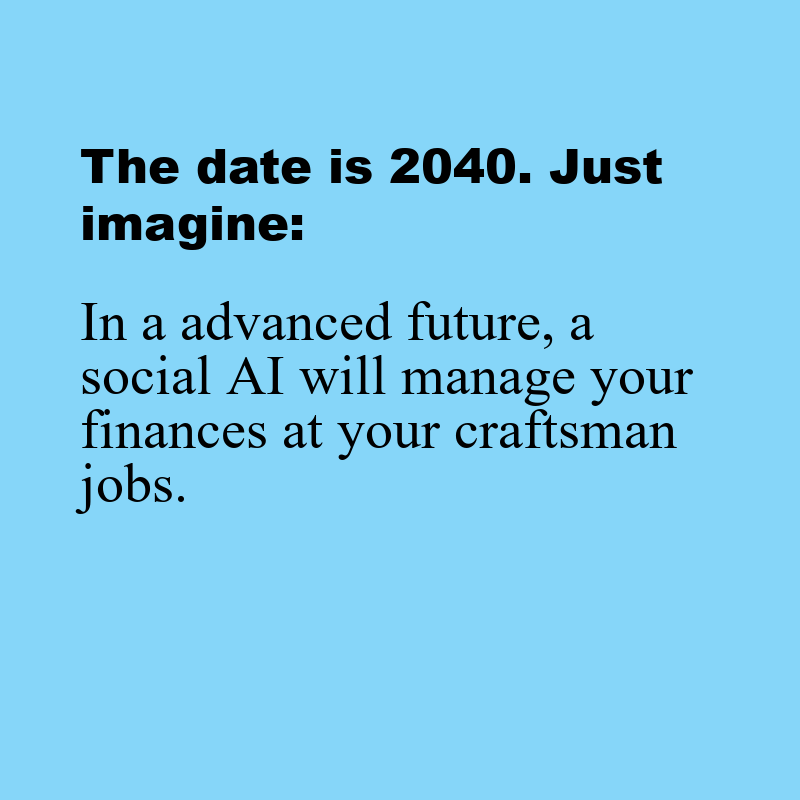 The date is 2040. Just
imagine:
In a advanced future, a
social AI will manage your
finances at your craftsman
jobs.